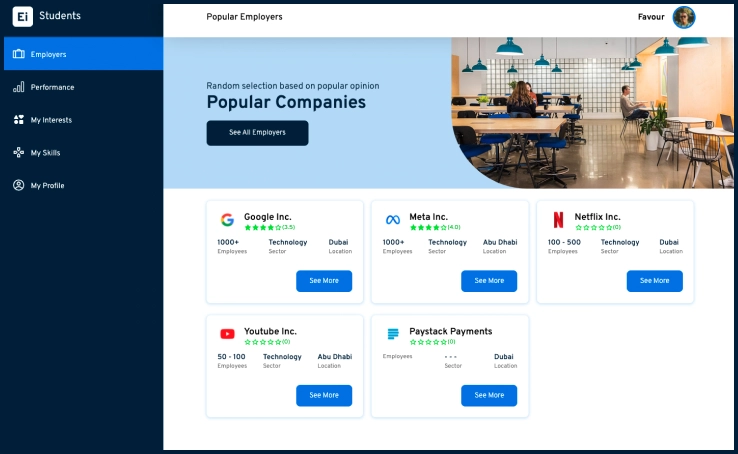 Ei Students
Popular Employers
Favour
Employers
Performance
My Interests
My Skills
My Profile
Random selection based on popular opinion
Popular Companies
See All Employers
Google Inc.
(3.5)
1000+ Technology Dubai
Employees Sector Location
See More
Meta Inc.
(4.0)
1000+ Technology Abu Dhabi
Employees Sector Location
See More
Netflix Inc.
(0)
100 - 500 Technology Dubai
Employees Sector Location
See More
Youtube Inc.
(0)
50 - 100 Technology Abu Dhabi
Employees Sector Location
See More
Paystack Payments
(0)
- - - Dubai
Employees Sector Location
See More